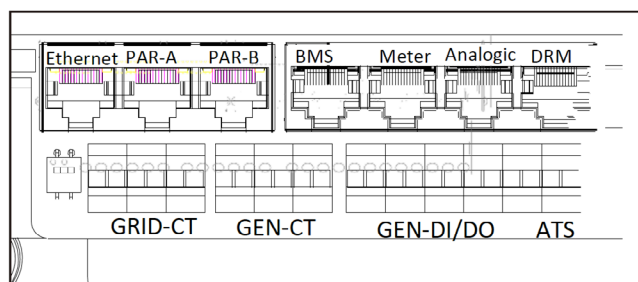 Ethernet PAR-A PAR-B BMS Meter Analogic DRM
GRID-CT GEN-CT GEN-DI/DO ATS